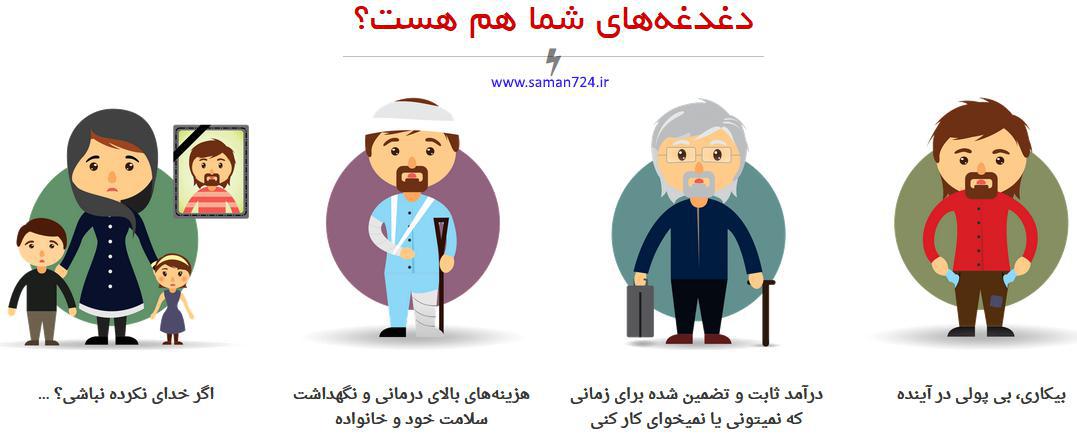 دغدغه‌های شما هم هست؟
www.saman724.ir
بیکاری، بی پولی در آینده
درآمد ثابت و تضمین شده برای زمانی
که نمیتونی یا نمیخوای کار کنی
هزینه‌های بالای درمانی و نگهداشت
سلامت خود و خانواده
اگر خدای نکرده نباشی؟ ...